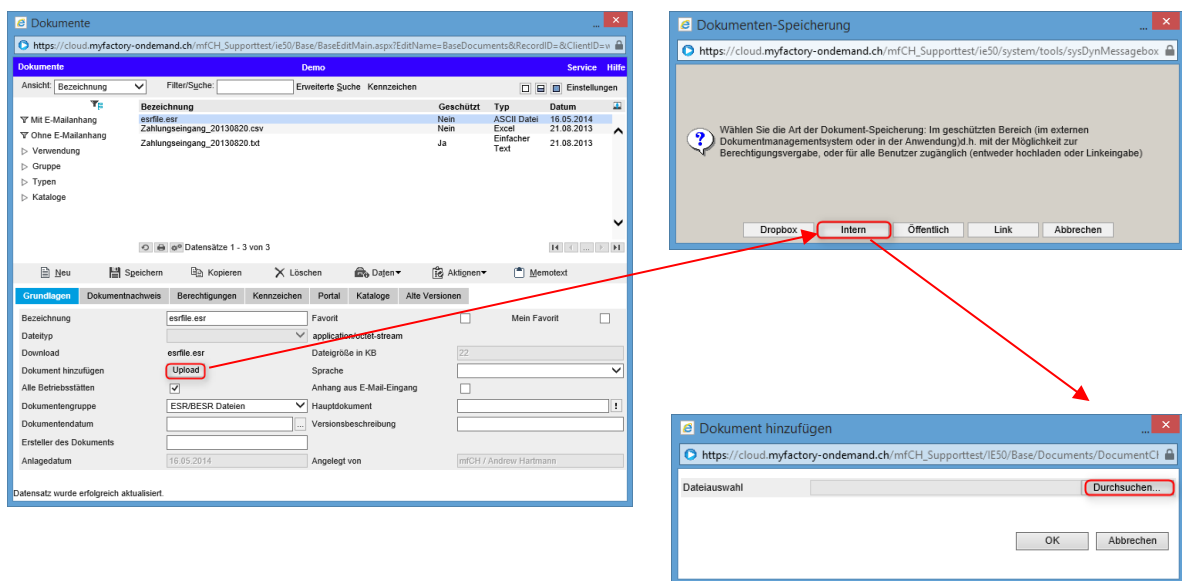 Dokumente
...
https://cloud.myfactory-ondemand.ch/mfCH_Supporttest/ie50/Base/BaseEditMain.aspx?EditName=BaseDocuments&RecordID=&ClientID=v
Dokumente Demo Service Hilfe
Ansicht: Bezeichnung Filter/Suche: Erweiterte Suche Kennzeichen Einstellungen
Mit E-Mailanhang
Ohne E-Mailanhang
Verwendung
Gruppe
Typen
Kataloge
Bezeichnung Geschützt Typ Datum
esrfile.esr Nein ASCII Datei 16.05.2014
Zahlungseingang_20130820.csv Nein Excel 21.08.2013
Zahlungseingang_20130820.txt Ja Einfacher Text 21.08.2013
Datensätze 1 - 3 von 3
...
Neu Speichern Kopieren Löschen Daten Aktionen Memotext
Grundlagen Dokumentnachweis Berechtigungen Kennzeichen Portal Kataloge Alte Versionen
Bezeichnung esrfile.esr Favorit Mein Favorit
Dateityp application/octet-stream
Download esrfile.esr Dateigröße in KB 22
Dokument hinzufügen Upload Sprache
Alle Betriebsstätten Anhang aus E-Mail-Eingang
Dokumentengruppe ESR/BESR Dateien Hauptdokument !
Dokumentendatum ... Versionsbeschreibung
Ersteller des Dokuments
Anlagedatum 16.05.2014 Angelegt von mfCH / Andrew Hartmann
Datensatz wurde erfolgreich aktualisiert.
Dokumenten-Speicherung
...
https://cloud.myfactory-ondemand.ch/mfCH_Supporttest/ie50/system/tools/sysDynMessagebox
?
Wählen Sie die Art der Dokument-Speicherung: Im geschützten Bereich (im externen
Dokumentmanagementsystem oder in der Anwendung)d.h. mit der Möglichkeit zur
Berechtigungsvergabe, oder für alle Benutzer zugänglich (entweder hochladen oder Linkeingabe)
Dropbox Intern Öffentlich Link Abbrechen
Dokument hinzufügen
...
https://cloud.myfactory-ondemand.ch/mfCH_Supporttest/IE50/Base/Documents/DocumentCl
Dateiauswahl Durchsuchen...
OK Abbrechen